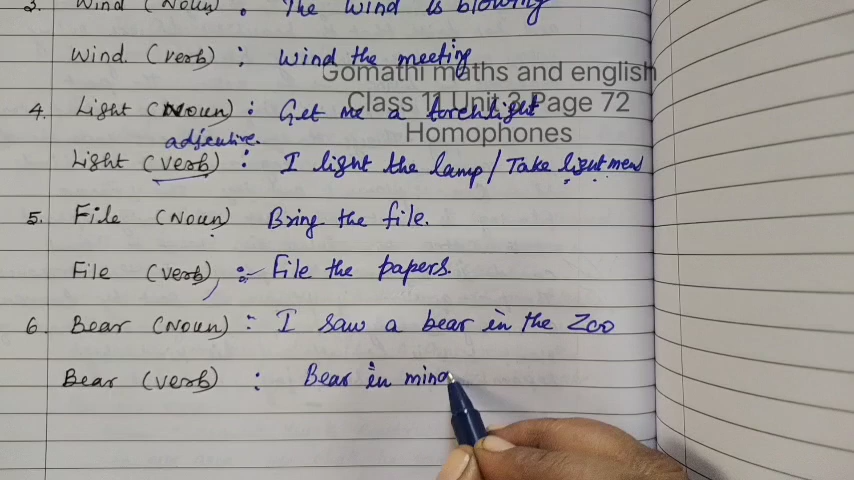 3. Wind (Noun) . The wind is blowing
Wind. (verb) : Wind the meeting
Gomathi maths and english
Class 11 Unit 3 Page 72
Homophones
4. Light (Noun) : Get me a torchlight
adjective.
Light (verb) : I light the lamp/ Take light meal
5. File (Noun) Bring the file.
File (verb) :- File the papers.
6. Bear (Noun) : I saw a bear in the Zoo
Bear (verb) : Bear in mind